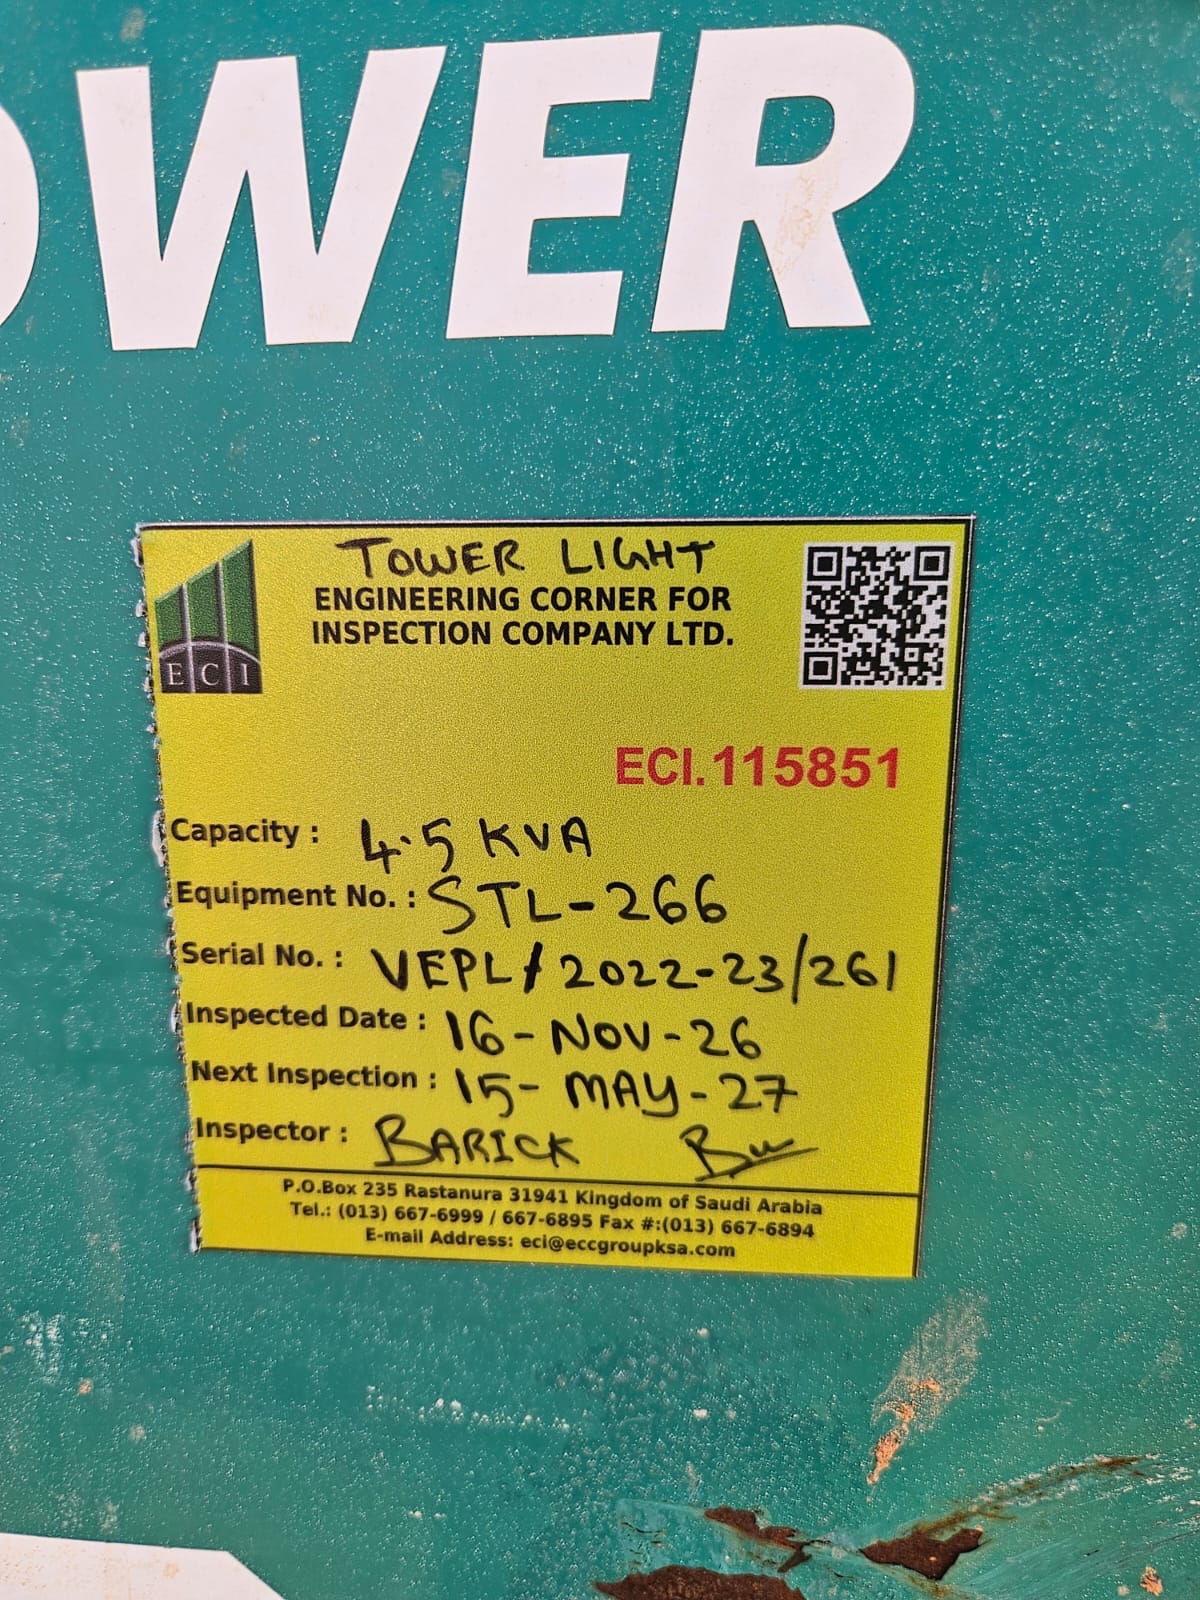 OWER
TOWER LIGHT
ENGINEERING CORNER FOR
INSPECTION COMPANY LTD.
ECI
ECI.115851
Capacity : 4.5 KVA
Equipment No. : STL-266
Serial No. : VEPL/2022-23/261
Inspected Date : 16-NOV-26
Next Inspection : 15-MAY-27
Inspector : BARICK
P.O.Box 235 Rastanura 31941 Kingdom of Saudi Arabia
Tel.: (013) 667-6999 / 667-6895 Fax #:(013) 667-6894
E-mail Address: eci@eccgroupksa.com